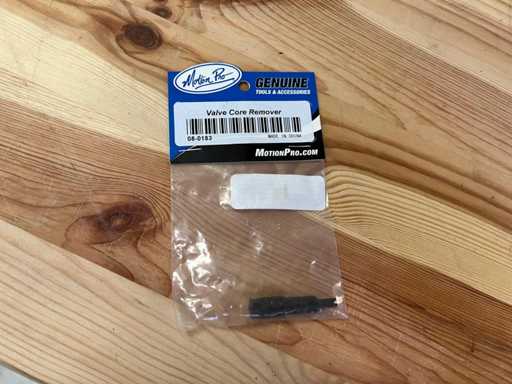 Motion Pro
GENUINE
TOOLS & ACCESSORIES
Valve Core Remover
08-0183
MADE IN CHINA
MOTIONPRO.COM